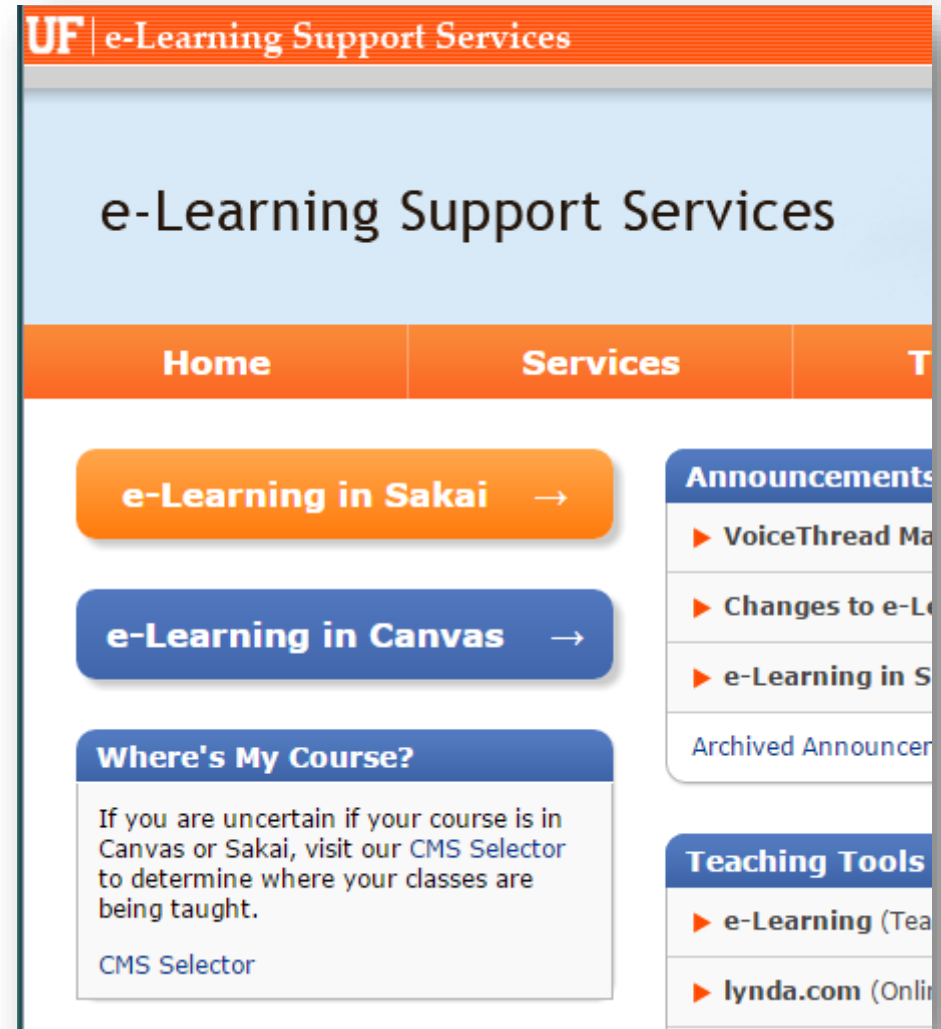 UF e-Learning Support Services
e-Learning Support Services
Home Services
e-Learning in Sakai →
e-Learning in Canvas →
Where's My Course?
If you are uncertain if your course is in
Canvas or Sakai, visit our CMS Selector
to determine where your classes are
being taught.
CMS Selector
Announcements
VoiceThread
Changes to
e-Learning in
Archived
Teaching Tools
e-Learning
lynda.com